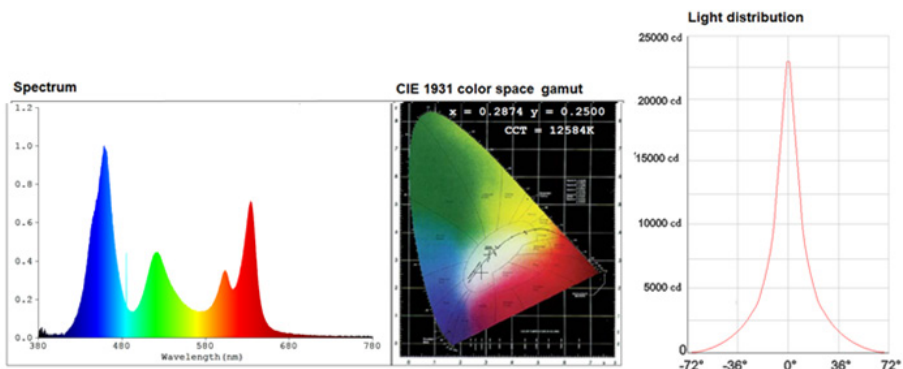 Light distribution
25000 cd
20000 cd
15000 cd
10000 cd
5000 cd
0
-72° -36° 0° 36° 72°
Spectrum
1.2
1.0
0.8
0.6
0.4
0.2
0.0
380 480 580 680 780
Wavelength(nm)
CIE 1931 color space gamut
x = 0.2874 y = 0.2500
CCT = 12584K